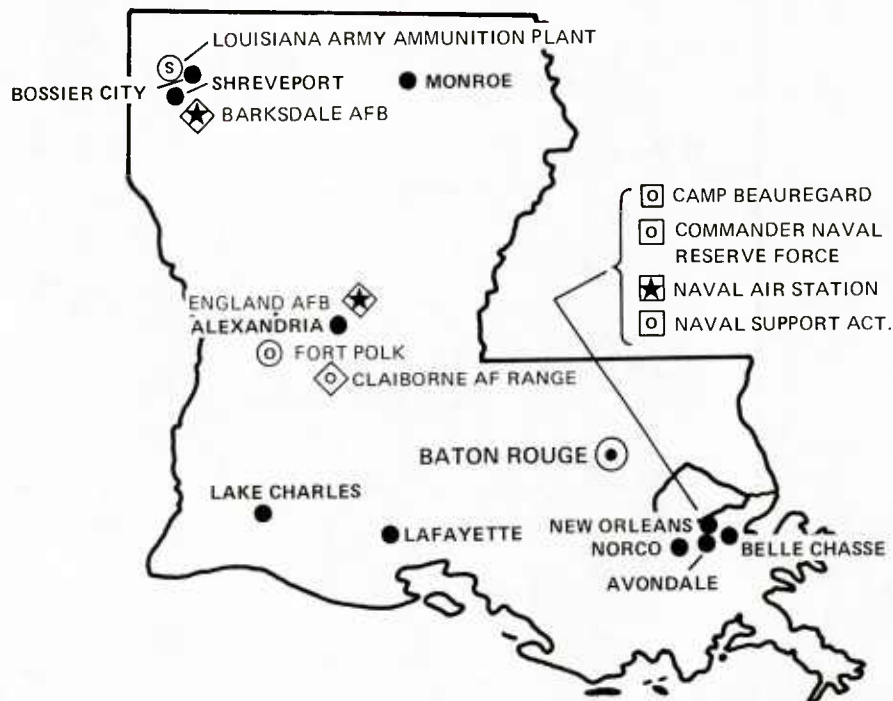 LOUISIANA ARMY AMMUNITION PLANT
S
BOSSIER CITY
SHREVEPORT
MONROE
BARKSDALE AFB
CAMP BEAUREGARD
COMMANDER NAVAL
RESERVE FORCE
NAVAL AIR STATION
NAVAL SUPPORT ACT.
ENGLAND AFB
ALEXANDRIA
FORT POLK
CLAIBORNE AF RANGE
BATON ROUGE
LAKE CHARLES
LAFAYETTE
NEW ORLEANS
NORCO
BELLE CHASSE
AVONDALE